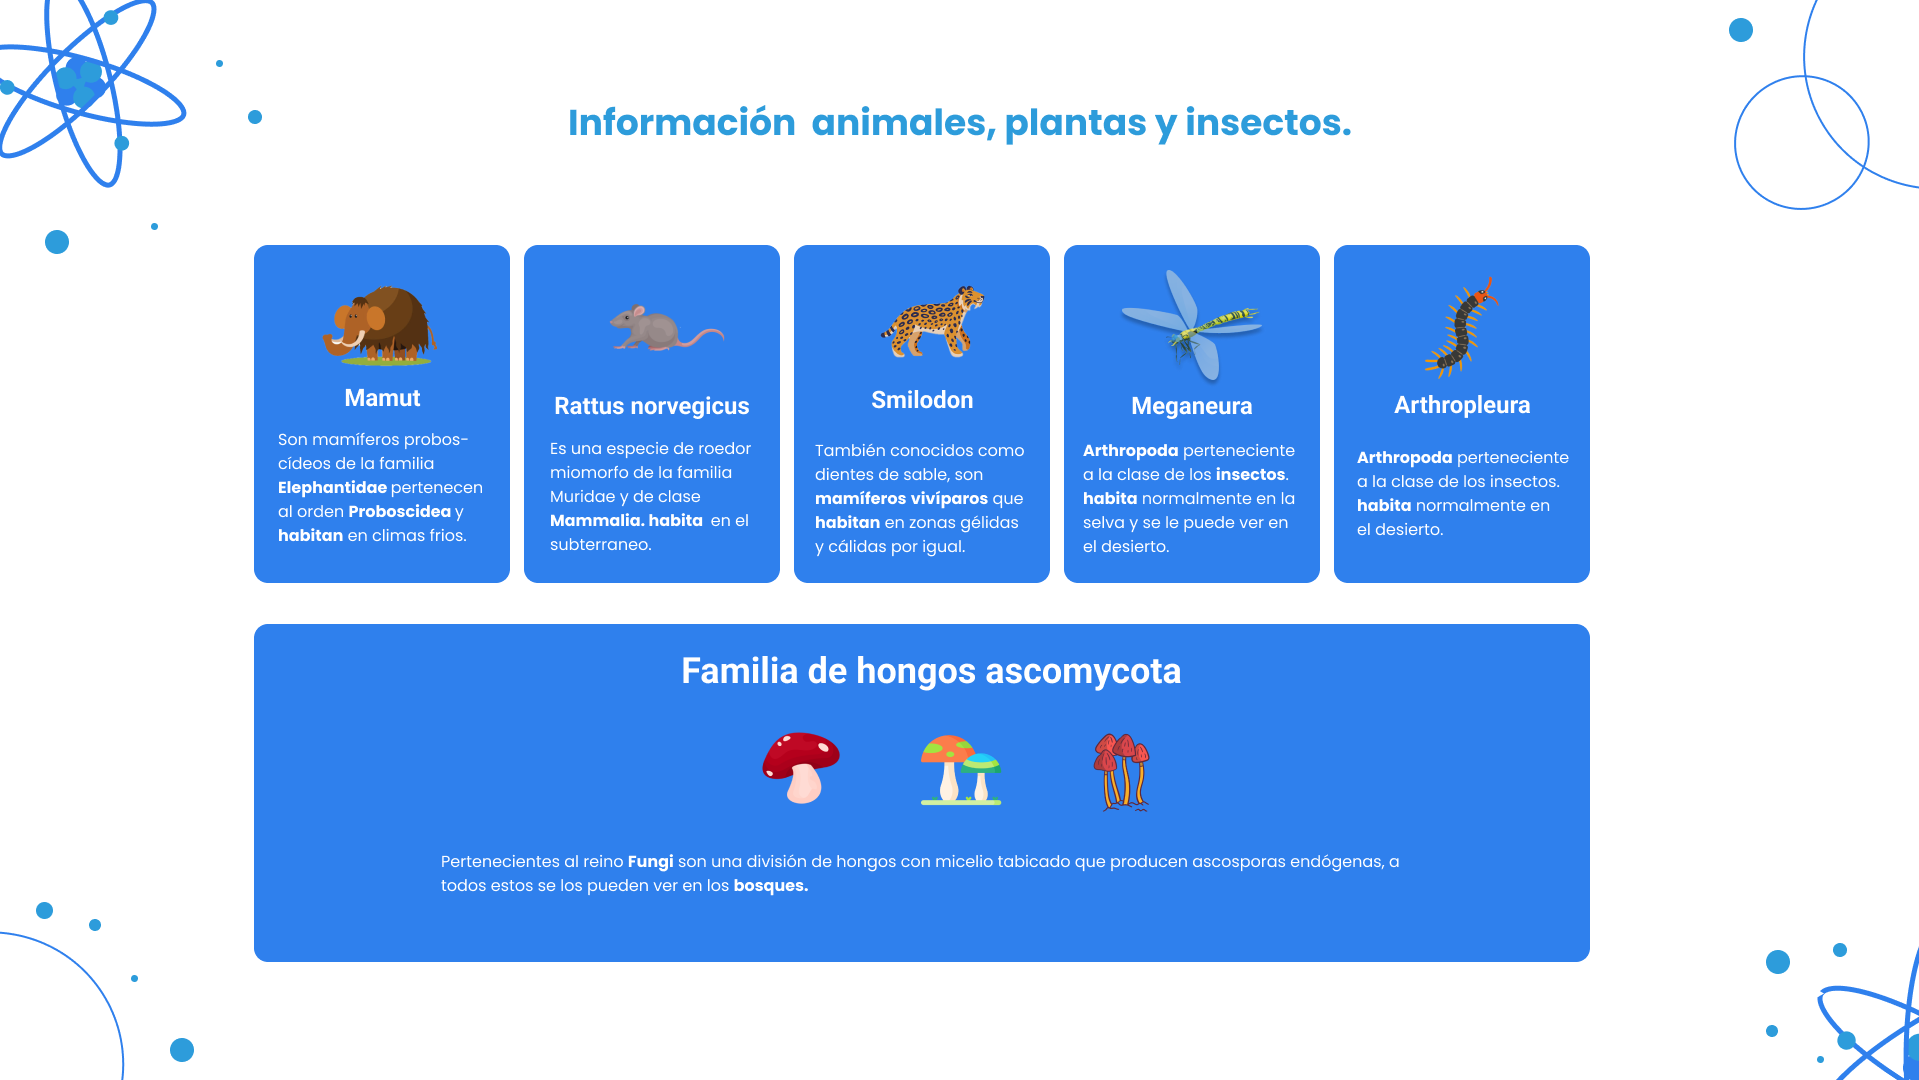 Información  animales, plantas y insectos.
Mamut
Son mamíferos probos-
cídeos de la familia
Elephantidae pertenecen
al orden Proboscidea y
habitan en climas frios.
Rattus norvegicus
Es una especie de roedor
miomorfo de la familia
Muridae y de clase
Mammalia. habita  en el
subterraneo.
Smilodon
También conocidos como
dientes de sable, son
mamíferos vivíparos que
habitan en zonas gélidas
y cálidas por igual.
Meganeura
Arthropoda perteneciente
a la clase de los insectos.
habita normalmente en la
selva y se le puede ver en
el desierto.
Arthropleura
Arthropoda perteneciente
a la clase de los insectos.
habita normalmente en
el desierto.
Familia de hongos ascomycota
Pertenecientes al reino Fungi son una división de hongos con micelio tabicado que producen ascosporas endógenas, a
todos estos se los pueden ver en los bosques.